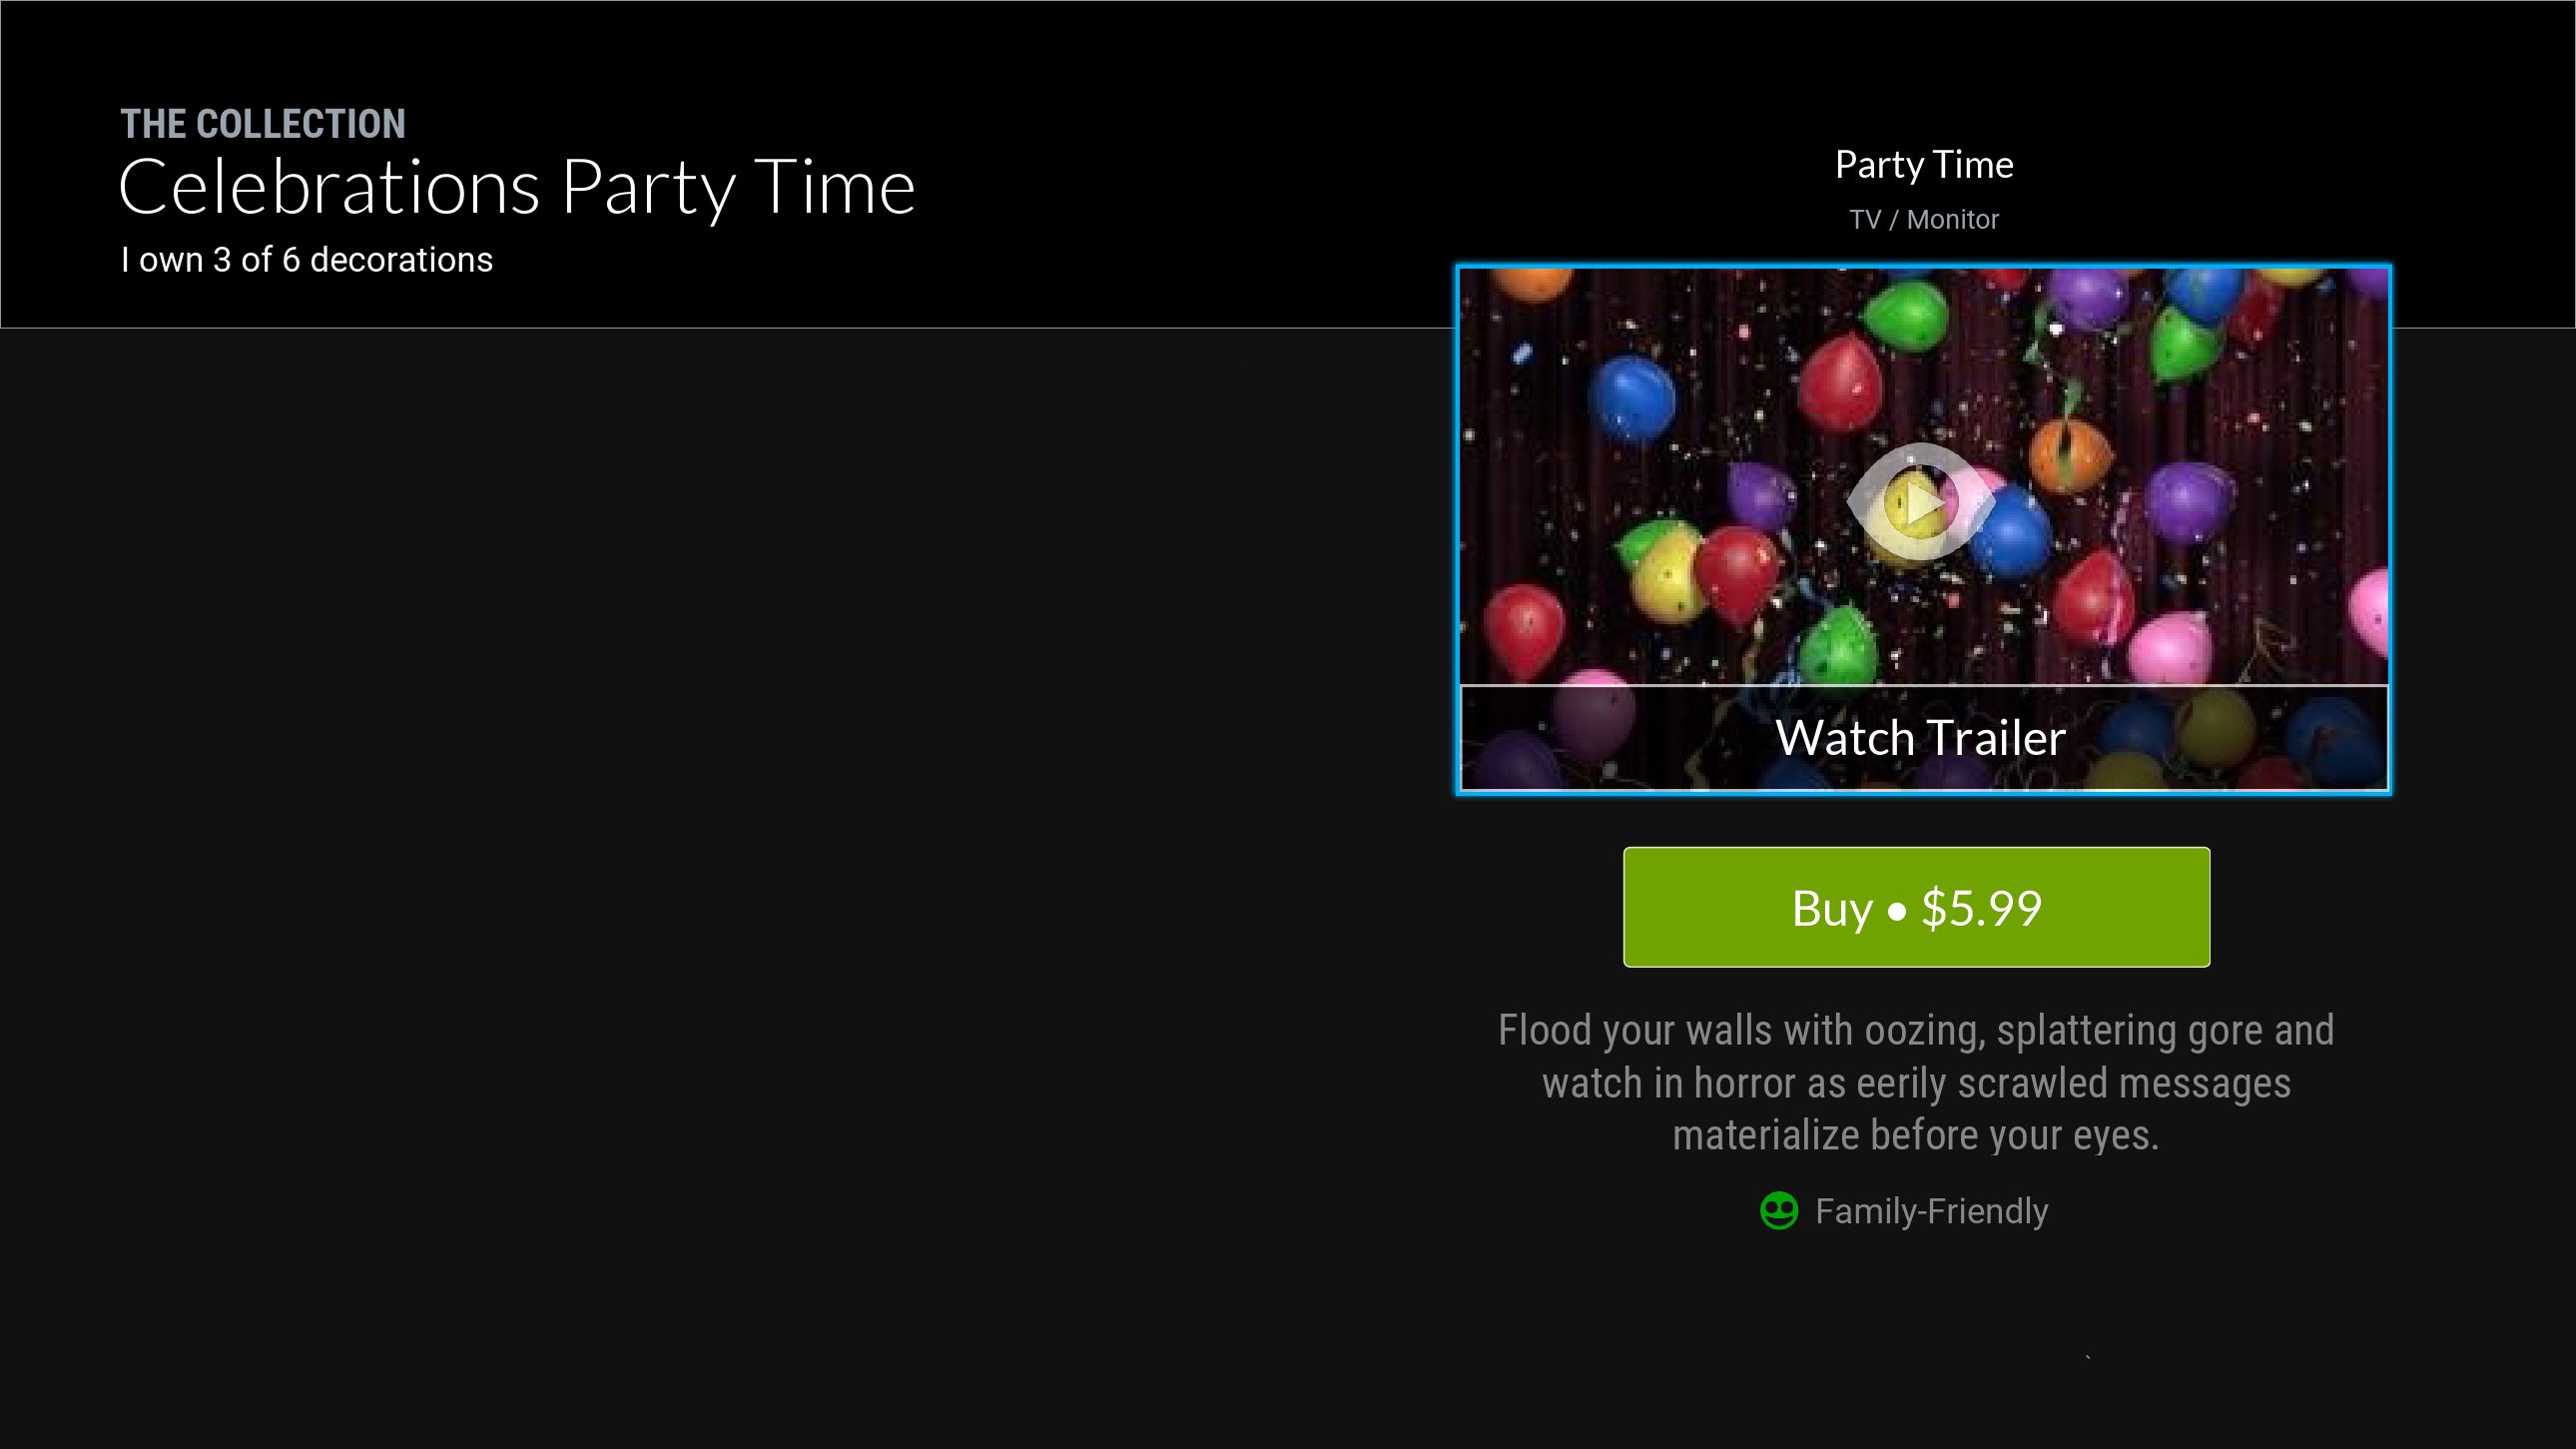 THE COLLECTION
Celebrations Party Time
I own 3 of 6 decorations
Party Time
TV / Monitor
Watch Trailer
Buy • $5.99
Flood your walls with oozing, splattering gore and
watch in horror as eerily scrawled messages
materialize before your eyes.
Family-Friendly